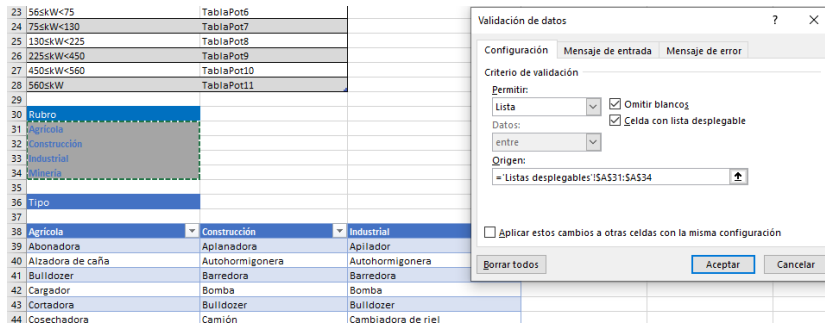 23 56≤kW<75 TablaPot6
24 75≤kW<130 TablaPot7
25 130≤kW<225 TablaPot8
26 225≤kW<450 TablaPot9
27 450≤kW<560 TablaPot10
28 560≤kW TablaPot11
29
30 Rubro
31 Agrícola
32 Construcción
33 Industrial
34 Minería
35
36 Tipo
37
38 Agrícola Construcción Industrial
39 Abonadora Aplanadora Apilador
40 Alzadora de caña Autohormigonera Autohormigonera
41 Bulldozer Barredora Barredora
42 Cargador Bomba Bomba
43 Cortadora Bulldozer Bulldozer
44 Cosechadora Camión Cambiadora de riel
Validación de datos ? X
Configuración Mensaje de entrada Mensaje de error
Criterio de validación
Permitir:
Lista Omitir blancos
Datos: Celda con lista desplegable
entre
Origen:
='Listas desplegables'!$A$31:$A$34
Aplicar estos cambios a otras celdas con la misma configuración
Borrar todos Aceptar Cancelar